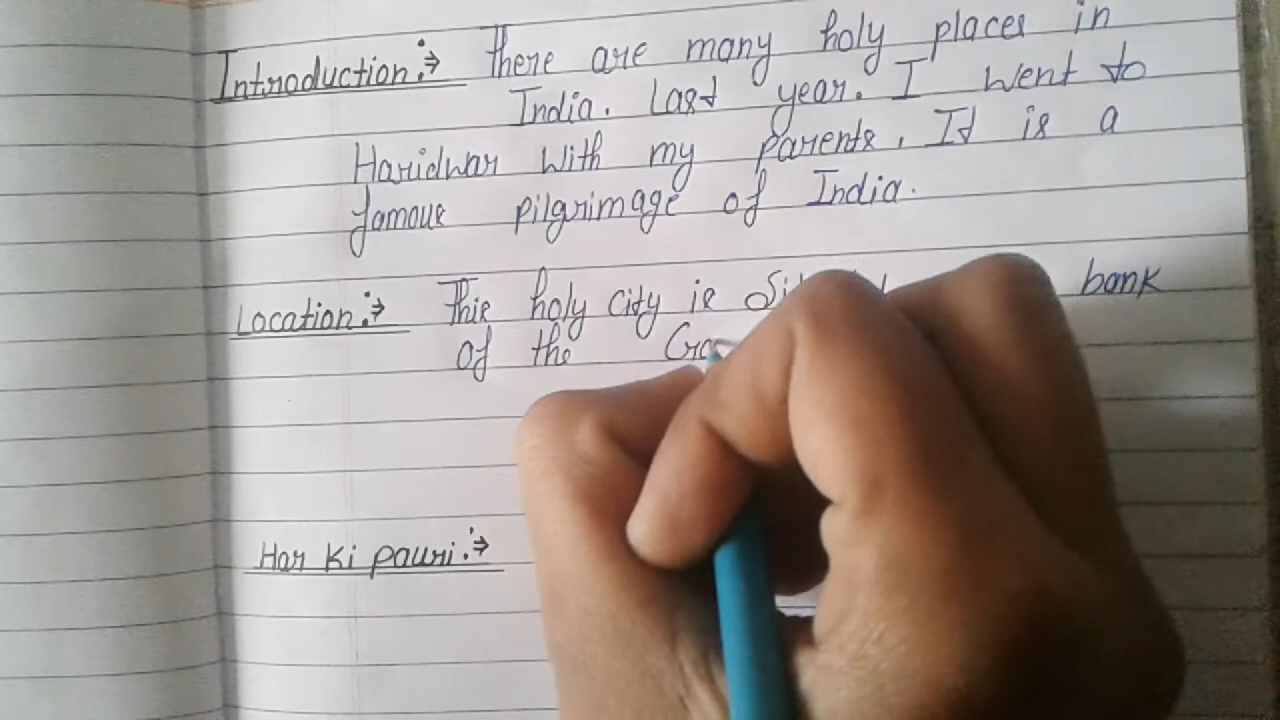 Introduction :→ There are many holy places in
India. Last year. I went to
Haridwar with my parents. It is a
famous pilgrimage of India.
Location :→ This holy city is bank
of the
Har Ki pauri :→